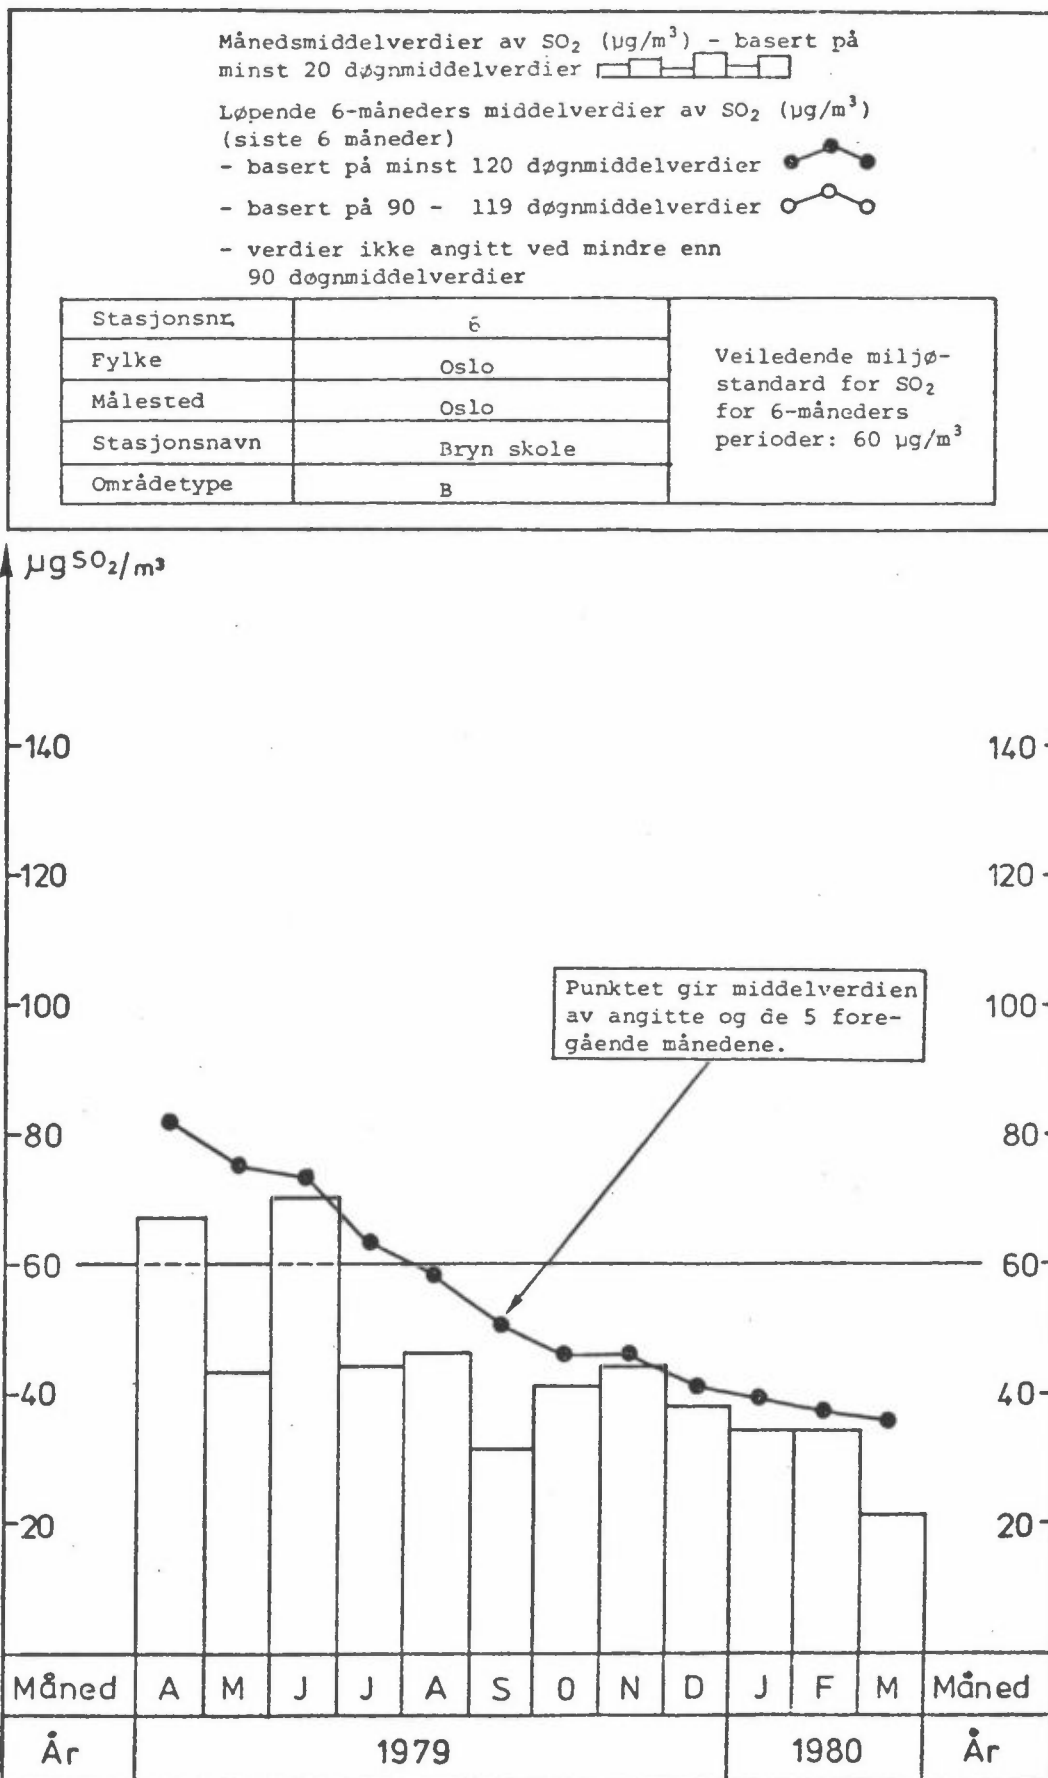 Månedsmiddelverdier av SO₂ (µg/m³) - basert på
minst 20 døgnmiddelverdier
Løpende 6-måneders middelverdier av SO₂ (µg/m³)
(siste 6 måneder)
- basert på minst 120 døgnmiddelverdier
- basert på 90 - 119 døgnmiddelverdier
- verdier ikke angitt ved mindre enn
90 døgnmiddelverdier
Stasjonsnr. 6
Fylke Oslo
Målested Oslo
Stasjonsnavn Bryn skole
Områdetype B
Veiledende miljø-
standard for SO₂
for 6-måneders
perioder: 60 µg/m³
µg SO₂/m³
140 140
120 120
100 100
Punktet gir middelverdien
av angitte og de 5 fore-
gående månedene.
80 80
60 60
40 40
20 20
Måned A M J J A S O N D J F M Måned
År 1979 1980 År